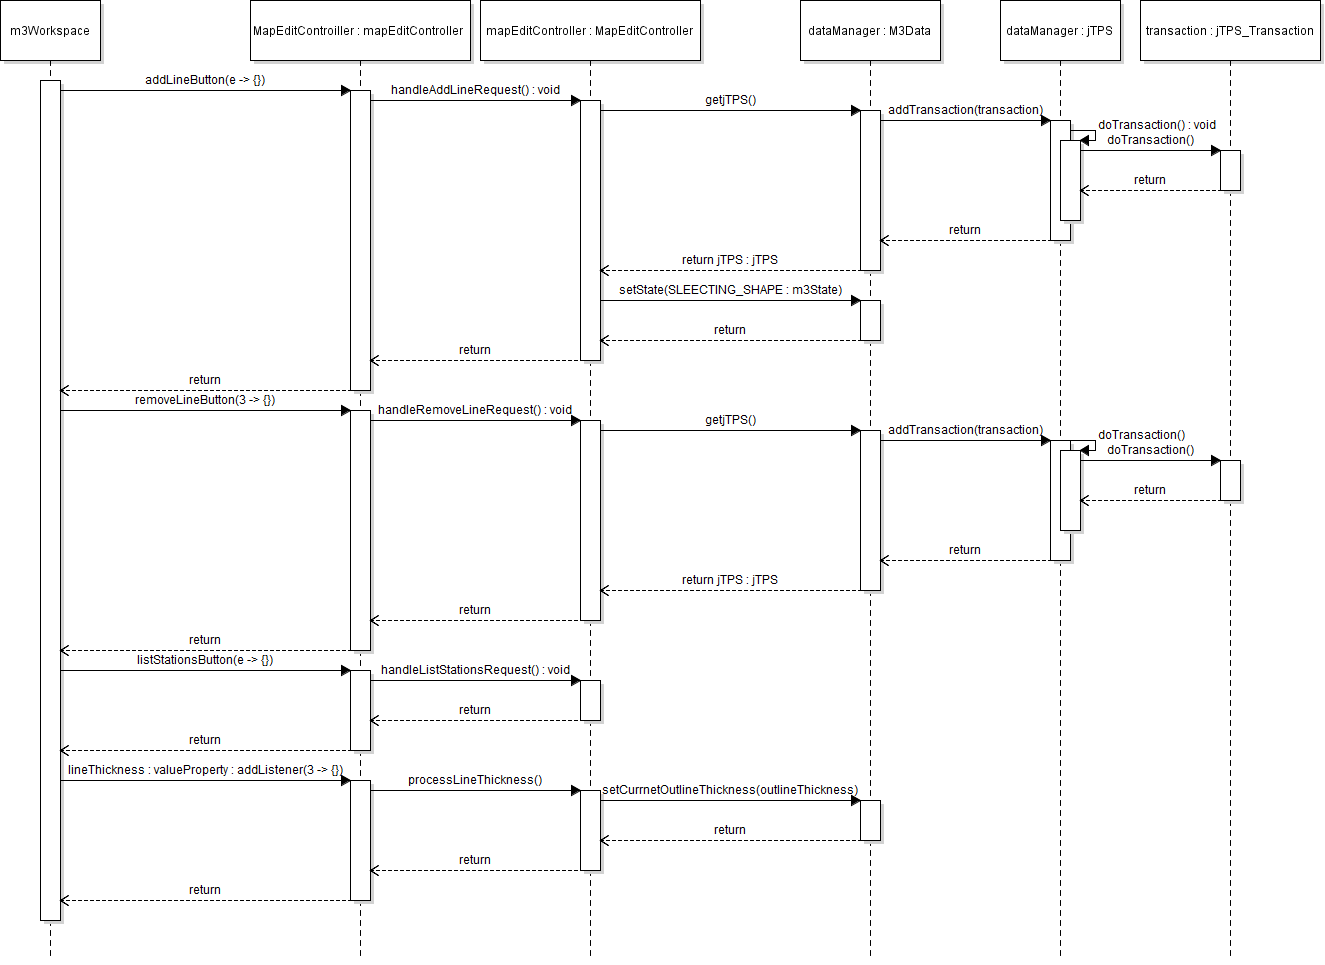 m3Workspace
MapEditControiller : mapEditController
mapEditController : MapEditController
dataManager : M3Data
dataManager : jTPS
transaction : jTPS_Transaction
addLineButton(e -> {})
handleAddLineRequest() : void
getjTPS()
addTransaction(transaction)
doTransaction() : void
doTransaction()
return
return
return jTPS : jTPS
setState(SLEECTING_SHAPE : m3State)
return
return
return
removeLineButton(3 -> {})
handleRemoveLineRequest() : void
getjTPS()
addTransaction(transaction)
doTransaction()
doTransaction()
return
return
return jTPS : jTPS
return
return
listStationsButton(e -> {})
handleListStationsRequest() : void
return
return
lineThickness : valueProperty : addListener(3 -> {})
processLineThickness()
setCurrnetOutlineThickness(outlineThickness)
return
return
return